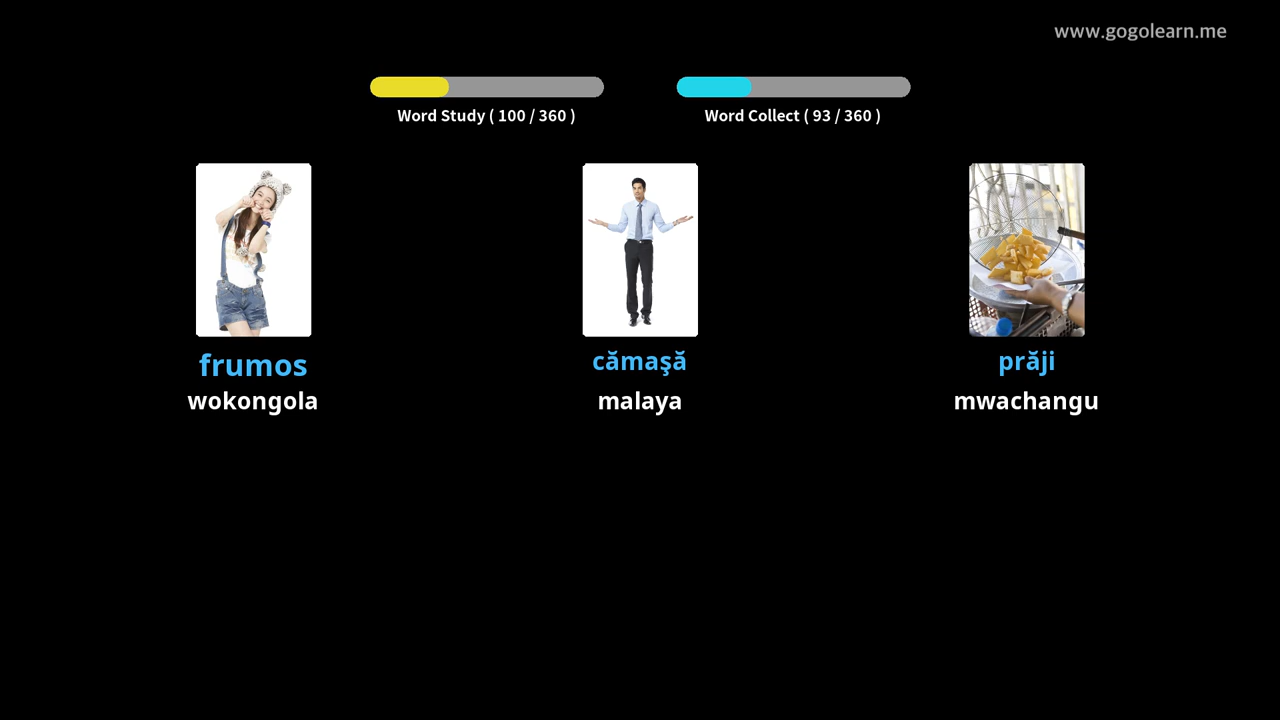 www.gogolearn.me
Word Study ( 100 / 360 )
Word Collect ( 93 / 360 )
frumos
cămaşă
prăji
wokongola
malaya
mwachangu